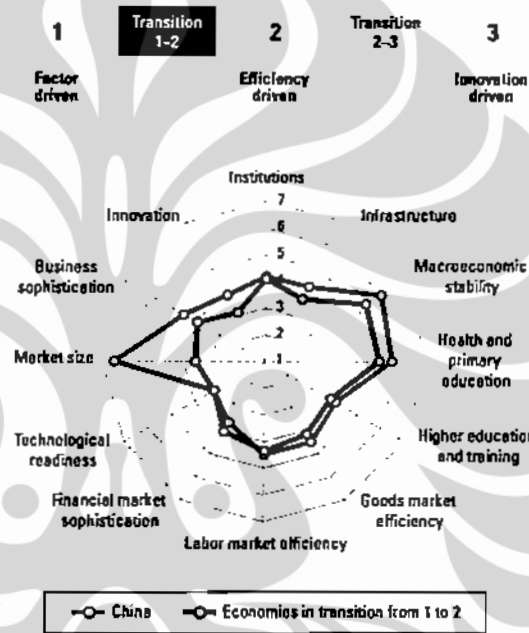 1
Transition
1-2
2
Transition
2-3
3
Factor
driven
Efficiency
driven
Innovation
driven
Institutions
7
Innovation
Infrastructure
6
5
Business
sophistication
Macroeconomic
stability
4
3
2
Market size
1
Health and
primary
education
Technological
readiness
Higher education
and training
Financial market
sophistication
Goods market
efficiency
Labor market efficiency
China
Economies in transition from 1 to 2